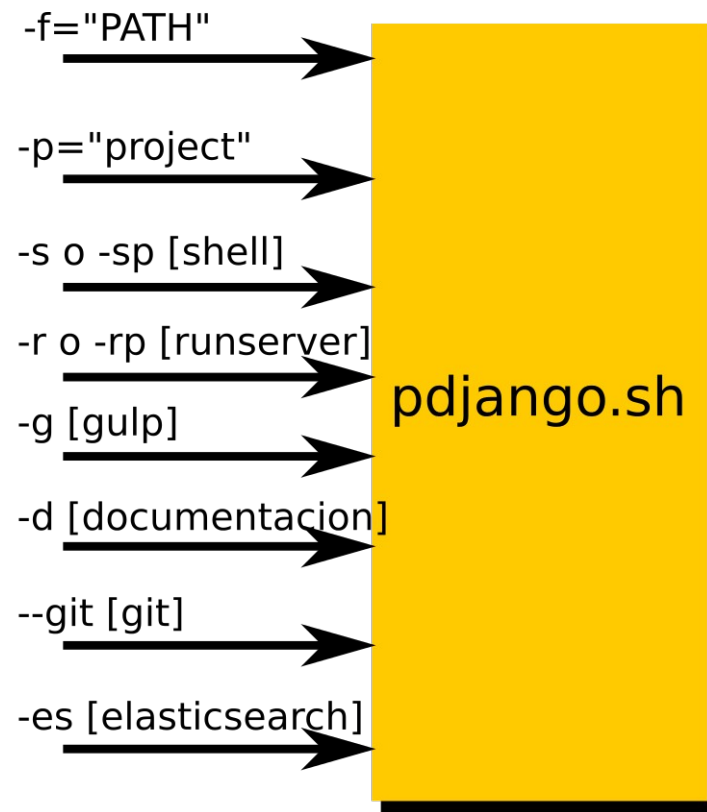 -f="PATH"
-p="project"
-s o -sp [shell]
-r o -rp [runserver]
pdjango.sh
-g [gulp]
-d [documentacion]
--git [git]
-es [elasticsearch]